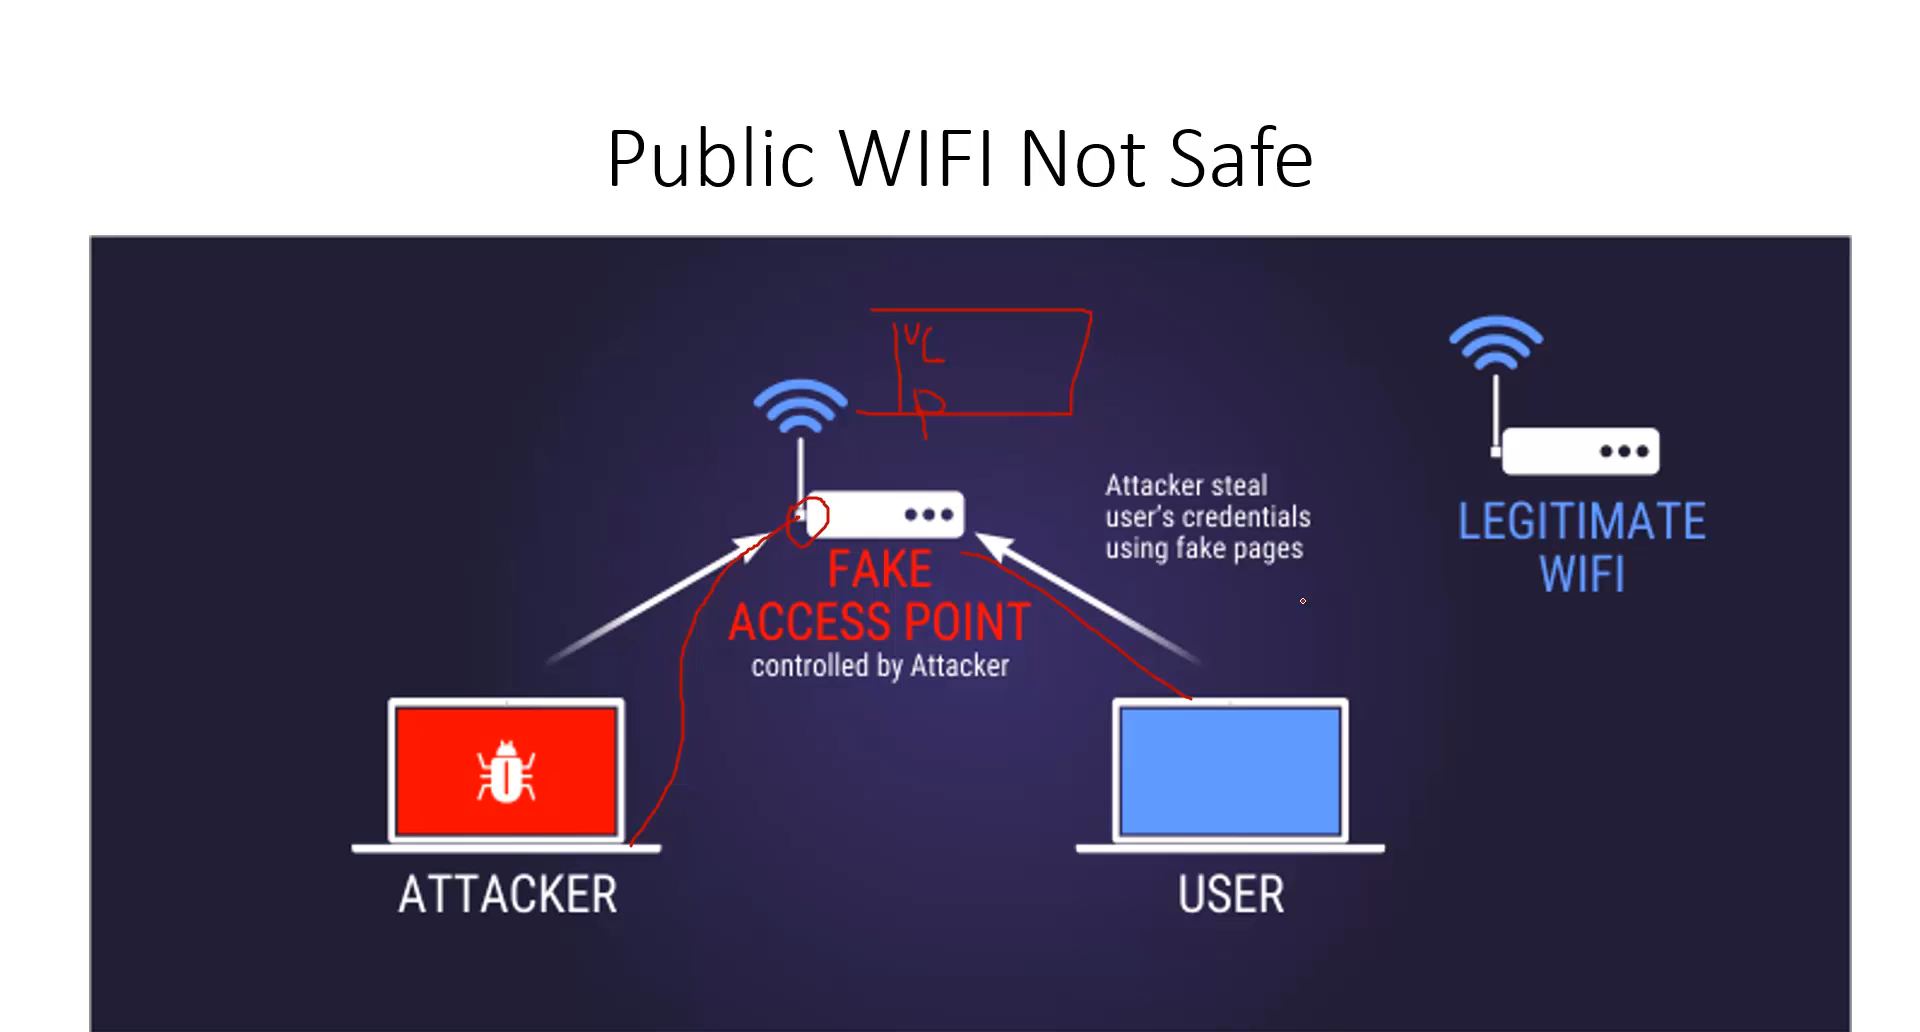 Public WIFI Not Safe
Attacker steal
user's credentials
using fake pages
LEGITIMATE
WIFI
FAKE
ACCESS POINT
controlled by Attacker
ATTACKER
USER